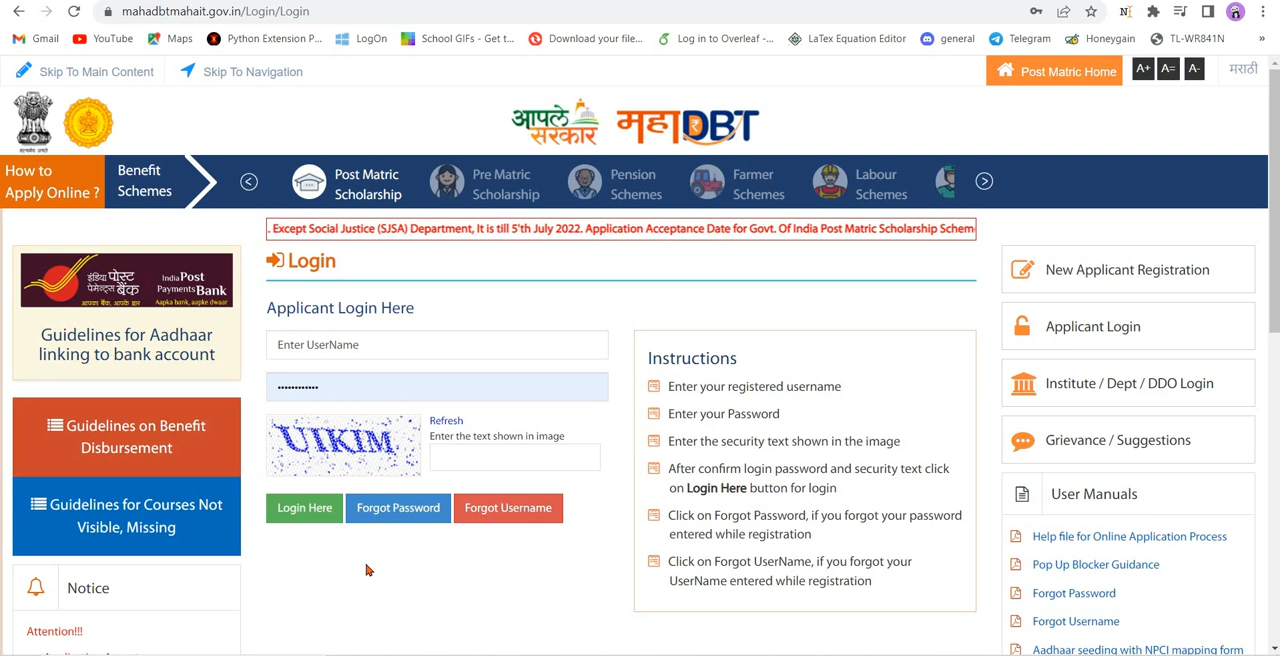 mahadbtmahait.gov.in/Login/Login
Gmail
YouTube
Maps
Python Extension P...
LogOn
School GIFs - Get t...
Download your file...
Log in to Overleaf -...
LaTex Equation Editor
general
Telegram
Honeygain
TL-WR841N
»
Skip To Main Content
Skip To Navigation
Post Matric Home
A+
A=
A-
मराठी
आपले
सरकार
महाDBT
How to
Apply Online ?
Benefit
Schemes
Post Matric
Scholarship
Pre Matric
Scholarship
Pension
Schemes
Farmer
Schemes
Labour
Schemes
. Except Social Justice (SJSA) Department, It is till 5'th July 2022. Application Acceptance Date for Govt. Of India Post Matric Scholarship Schem
इंडिया पोस्ट
पेमेन्ट्स बैंक
आपका बैंक, आपके द्वार
India Post
Payments Bank
Aapka bank, aapke dwaar
Guidelines for Aadhaar
linking to bank account
Guidelines on Benefit
Disbursement
Guidelines for Courses Not
Visible, Missing
Notice
Attention!!!
Login
Applicant Login Here
Enter UserName
••••••••••••
UIKIM
Refresh
Enter the text shown in image
Login Here
Forgot Password
Forgot Username
Instructions
Enter your registered username
Enter your Password
Enter the security text shown in the image
After confirm login password and security text click
on Login Here button for login
Click on Forgot Password, if you forgot your password
entered while registration
Click on Forgot UserName, if you forgot your
UserName entered while registration
New Applicant Registration
Applicant Login
Institute / Dept / DDO Login
Grievance / Suggestions
User Manuals
Help file for Online Application Process
Pop Up Blocker Guidance
Forgot Password
Forgot Username
Aadhaar seeding with NPCI mapping form